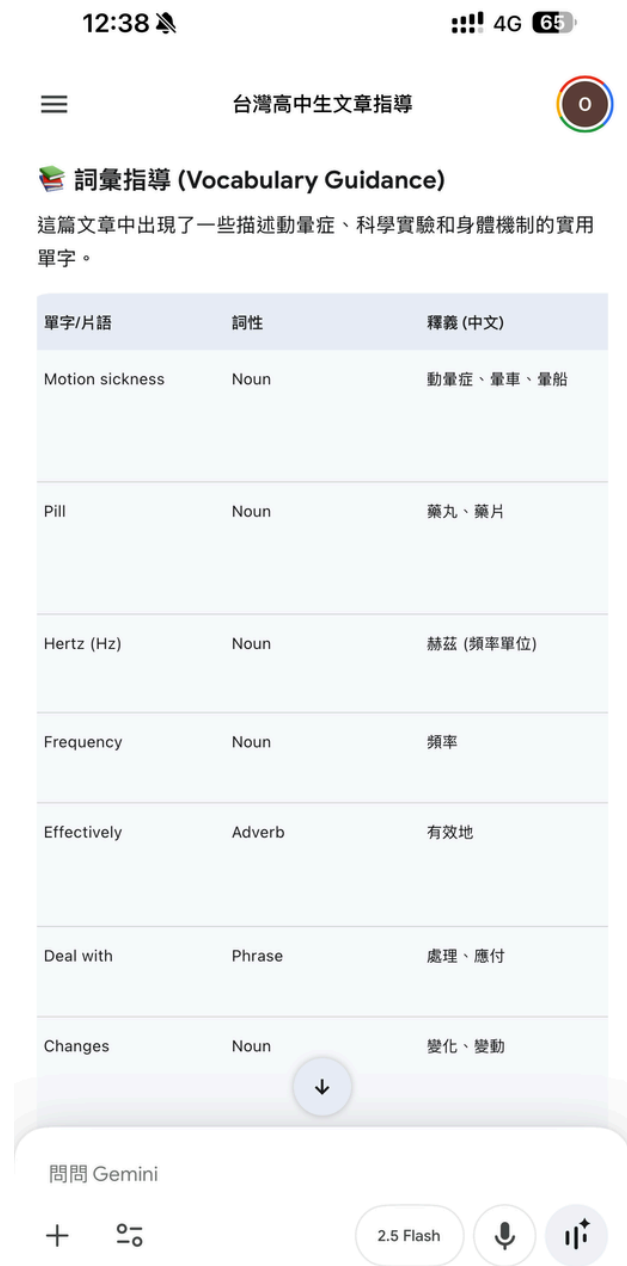 12:38
4G 65
台灣高中生文章指導
O
詞彙指導 (Vocabulary Guidance)
這篇文章中出現了一些描述動暈症、科學實驗和身體機制的實用
單字。
單字/片語 詞性 釋義 (中文)
Motion sickness Noun 動暈症、暈車、暈船
Pill Noun 藥丸、藥片
Hertz (Hz) Noun 赫茲 (頻率單位)
Frequency Noun 頻率
Effectively Adverb 有效地
Deal with Phrase 處理、應付
Changes Noun 變化、變動
問問 Gemini
2.5 Flash